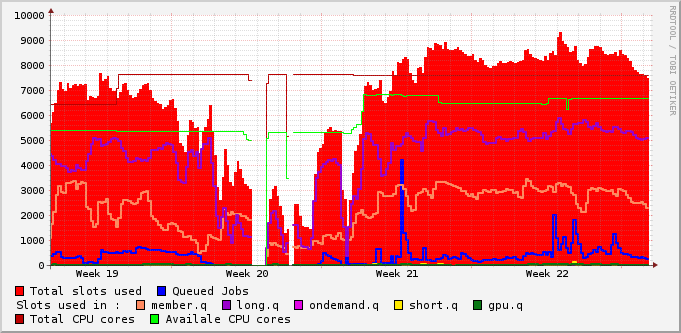 RRDTOOL / TOBI OETIKER
10000
9000
8000
7000
6000
5000
4000
3000
2000
1000
0
Week 19 Week 20 Week 21 Week 22
Total slots used Queued Jobs
Slots used in : member.q long.q ondemand.q short.q gpu.q
Total CPU cores Availale CPU cores